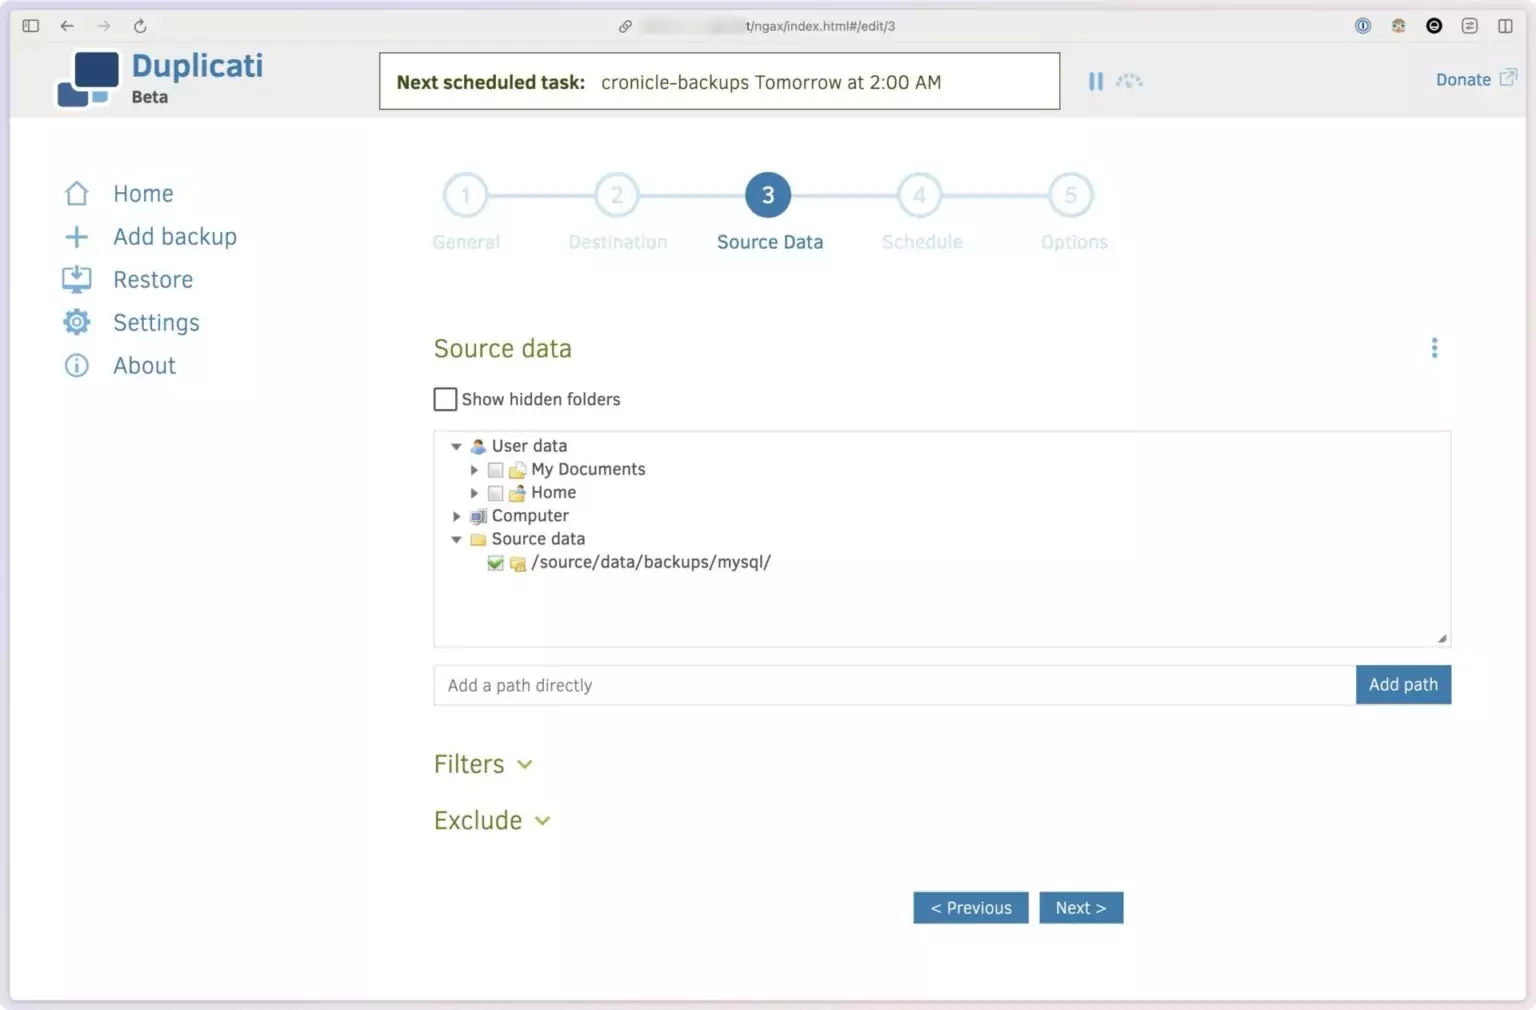 t/ngax/index.html#/edit/3
Duplicati
Beta
Next scheduled task: cronicle-backups Tomorrow at 2:00 AM
Donate
Home
Add backup
Restore
Settings
About
1 2 3 4 5
General Destination Source Data Schedule Options
Source data
Show hidden folders
User data
My Documents
Home
Computer
Source data
/source/data/backups/mysql/
Add a path directly
Add path
Filters
Exclude
< Previous Next >